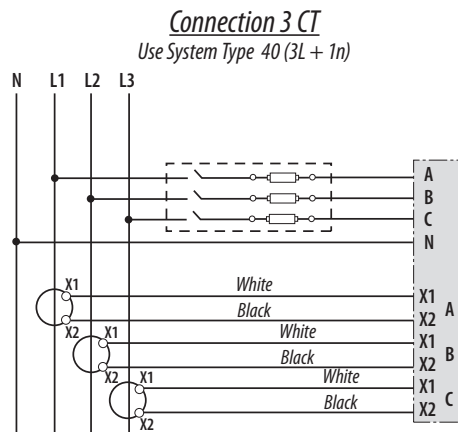 Connection 3 CT
Use System Type 40 (3L + 1n)
N L1 L2 L3
A
B
C
N
X1 White X1
X2 Black X2 A
X1 White X1
X2 Black X2 B
X1 White X1
X2 Black X2 C